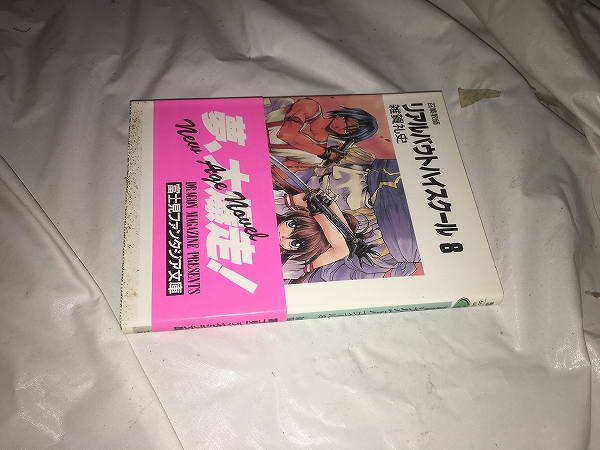 召喚教師
リアルバウトハイスクール 8
雑賀礼史
夢、大爆走!
New Age Novel
DRAGON MAGAZINE PRESENTS
富士見ファンタジア文庫